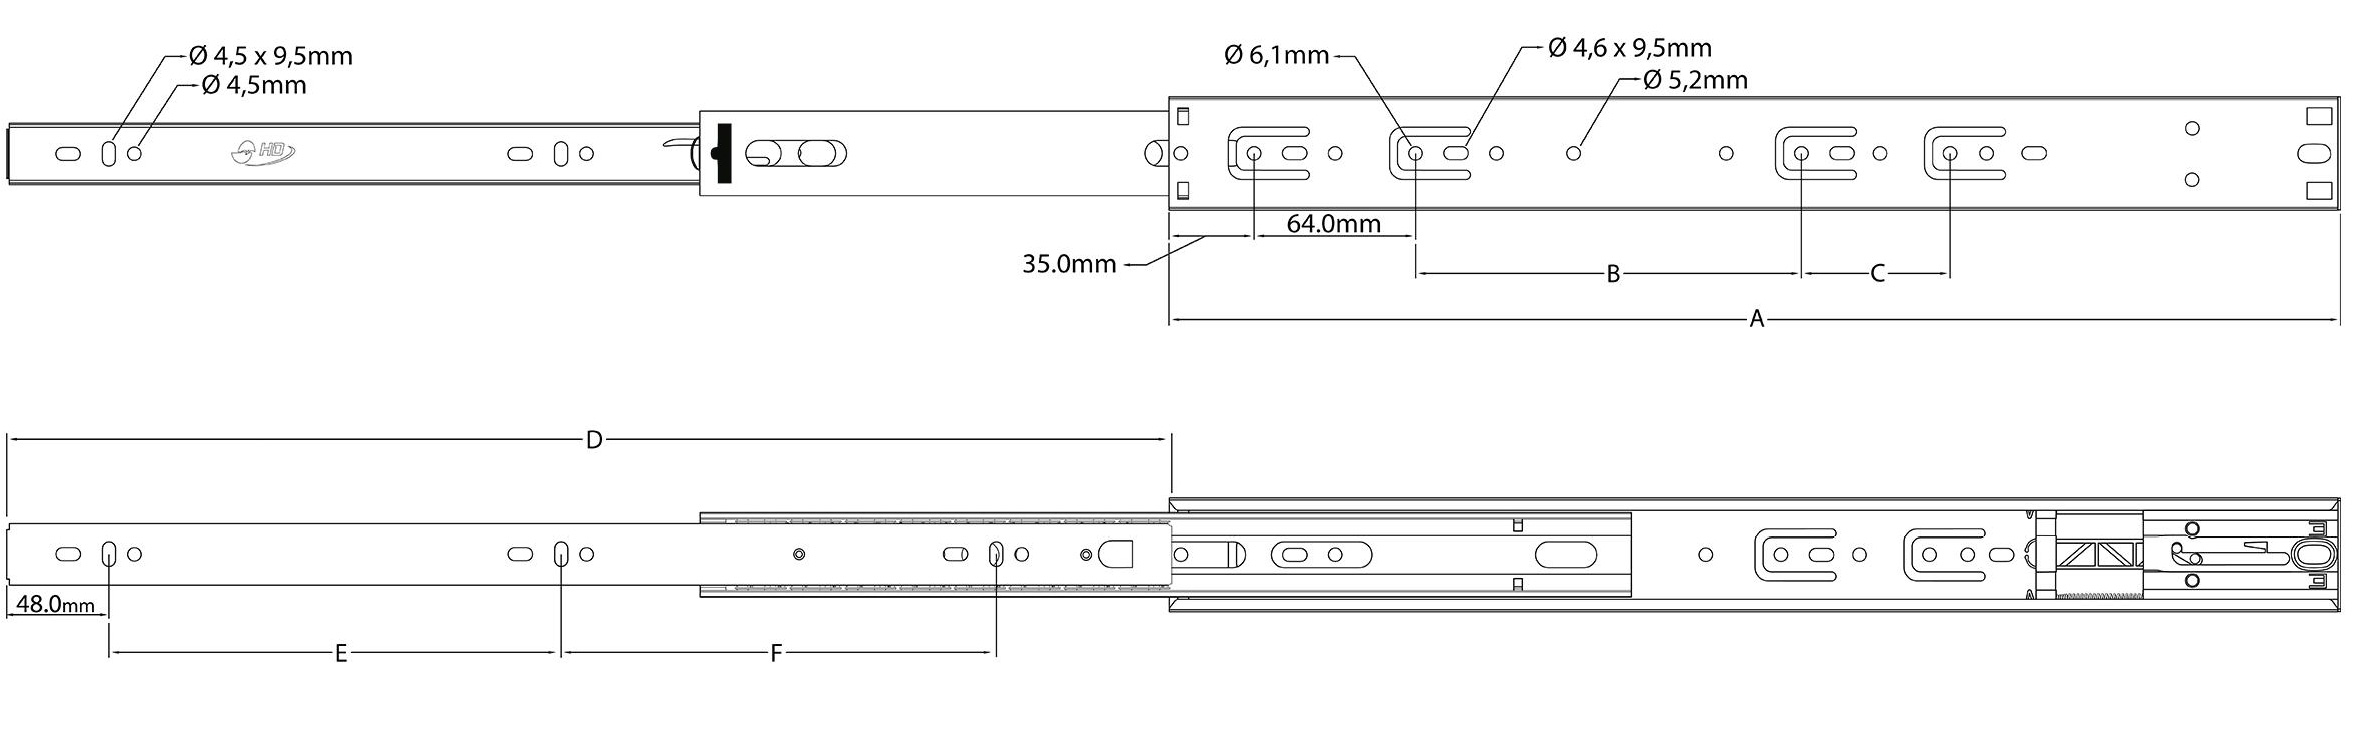 Ø 4,5 x 9,5mm
Ø 4,5mm
Ø 6,1mm
Ø 4,6 x 9,5mm
Ø 5,2mm
HD
64.0mm
35.0mm
B
C
A
D
48.0mm
E
F